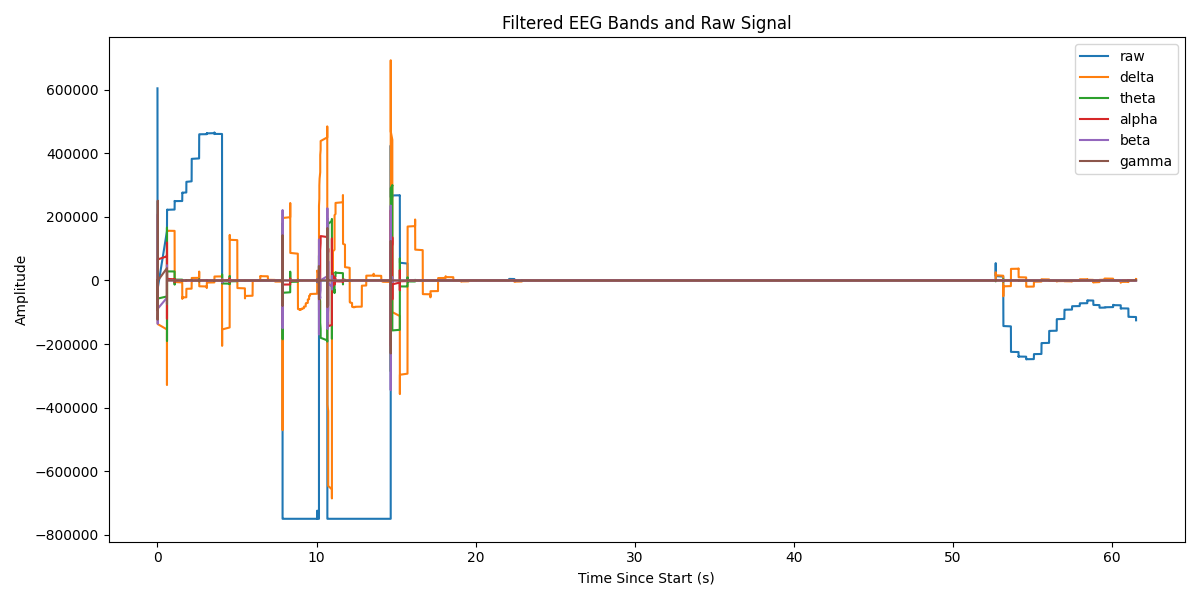 Filtered EEG Bands and Raw Signal
raw
delta
theta
alpha
beta
gamma
Amplitude
600000
400000
200000
0
−200000
−400000
−600000
−800000
0 10 20 30 40 50 60
Time Since Start (s)